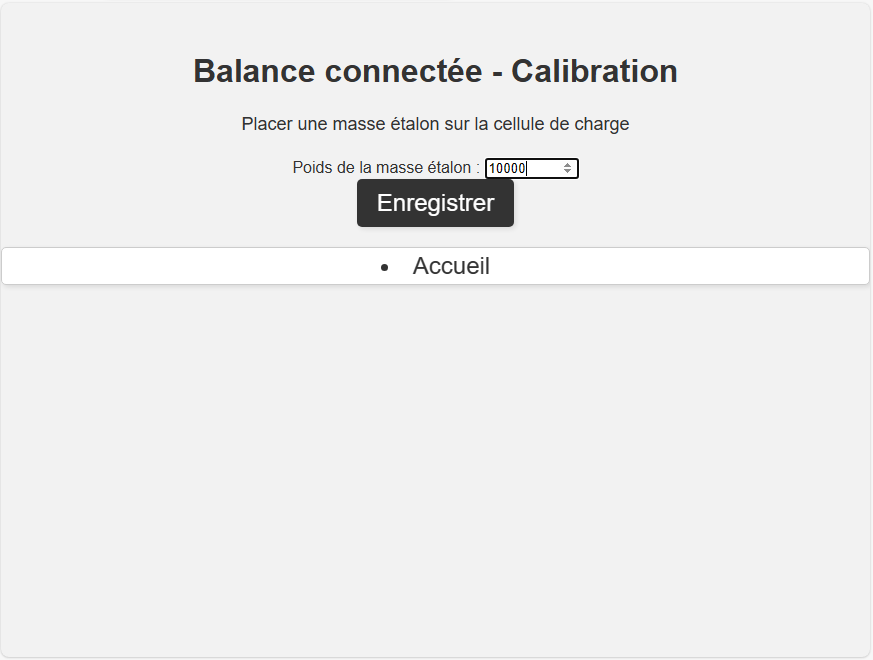 Balance connectée - Calibration
Placer une masse étalon sur la cellule de charge
Poids de la masse étalon : 10000
Enregistrer
• Accueil